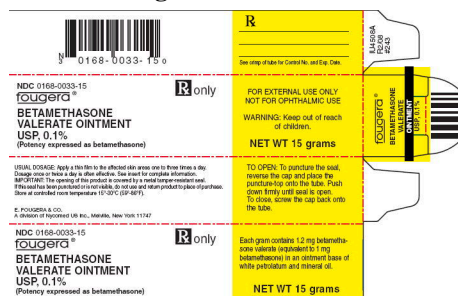 N
3
0168-0033-15
0
℞
See crimp of tube for Control No. and Exp. Date.
IU4508A
R2/08
#243
NDC 0168-0033-15
fougera®
℞ only
BETAMETHASONE
VALERATE OINTMENT
USP, 0.1%
(Potency expressed as betamethasone)
FOR EXTERNAL USE ONLY
NOT FOR OPHTHALMIC USE
WARNING: Keep out of reach
of children.
NET WT 15 grams
fougera®
BETAMETHASONE
VALERATE
OINTMENT
USP, 0.1%
USUAL DOSAGE: Apply a thin film to the affected skin areas one to three times a day.
Dosage once or twice a day is often effective. See insert for complete information.
IMPORTANT: The opening of this product is covered by a metal tamper-resistant seal.
If this seal has been punctured or is not visible, do not use and return product to place of purchase.
Store at controlled room temperature 15°-30°C (59°-86°F).
E. FOUGERA & CO.
A division of Nycomed US Inc., Melville, New York 11747
TO OPEN: To puncture the seal,
reverse the cap and place the
puncture-top onto the tube. Push
down firmly until seal is open.
To close, screw the cap back onto
the tube.
NDC 0168-0033-15
fougera®
℞ only
BETAMETHASONE
VALERATE OINTMENT
USP, 0.1%
(Potency expressed as betamethasone)
Each gram contains 1.2 mg betametha-
sone valerate (equivalent to 1 mg
betamethasone) in an ointment base of
white petrolatum and mineral oil.
NET WT 15 grams